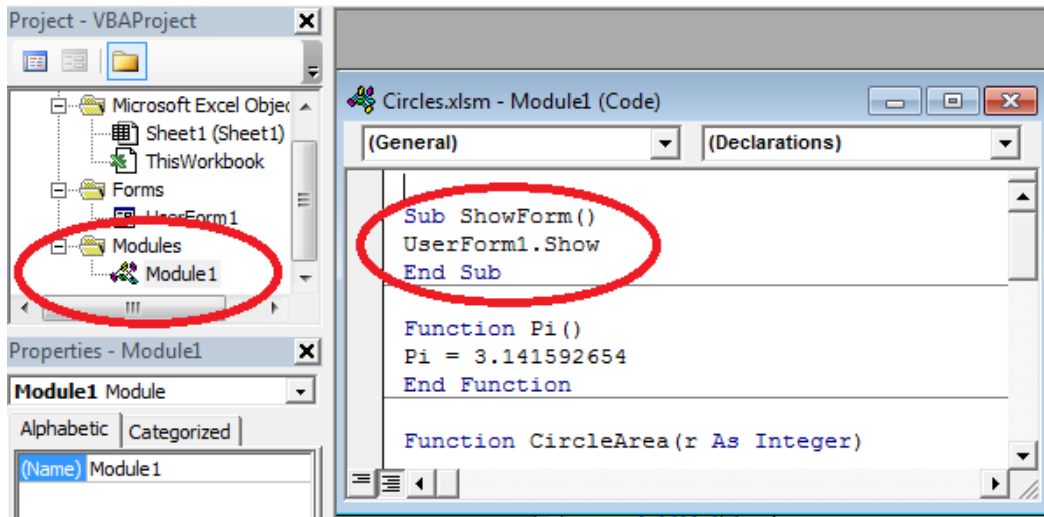 Project - VBAProject
Microsoft Excel Objec
Sheet1 (Sheet1)
ThisWorkbook
Forms
UserForm1
Modules
Module1
Properties - Module1
Module1 Module
Alphabetic Categorized
(Name) Module1
Circles.xlsm - Module1 (Code)
(General) (Declarations)
Sub ShowForm()
UserForm1.Show
End Sub
Function Pi()
Pi = 3.141592654
End Function
Function CircleArea(r As Integer)